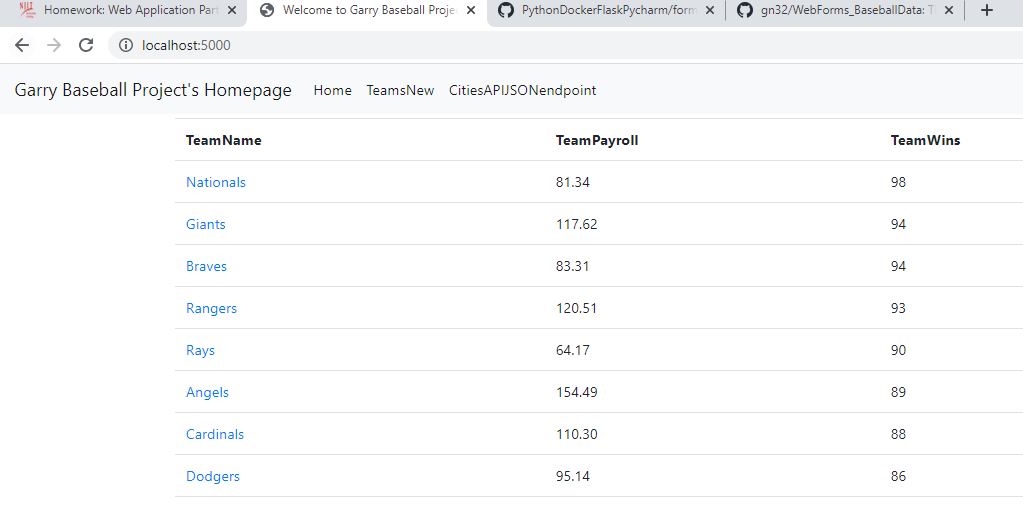 Homework: Web Application Part
Welcome to Garry Baseball Proje
PythonDockerFlaskPycharm/form
gn32/WebForms_BaseballData: T
localhost:5000
Garry Baseball Project's Homepage Home TeamsNew CitiesAPIJSONendpoint
TeamName TeamPayroll TeamWins
Nationals 81.34 98
Giants 117.62 94
Braves 83.31 94
Rangers 120.51 93
Rays 64.17 90
Angels 154.49 89
Cardinals 110.30 88
Dodgers 95.14 86